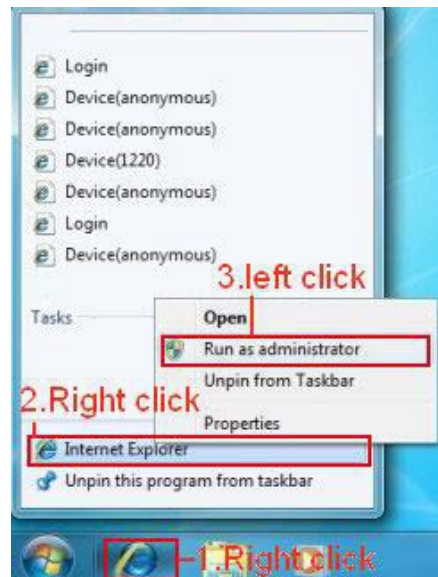 Login
Device(anonymous)
Device(anonymous)
Device(1220)
Device(anonymous)
Login
Device(anonymous)
3.left click
Tasks
Open
Run as administrator
Unpin from Taskbar
Properties
2.Right click
Internet Explorer
Unpin this program from taskbar
1.Right click